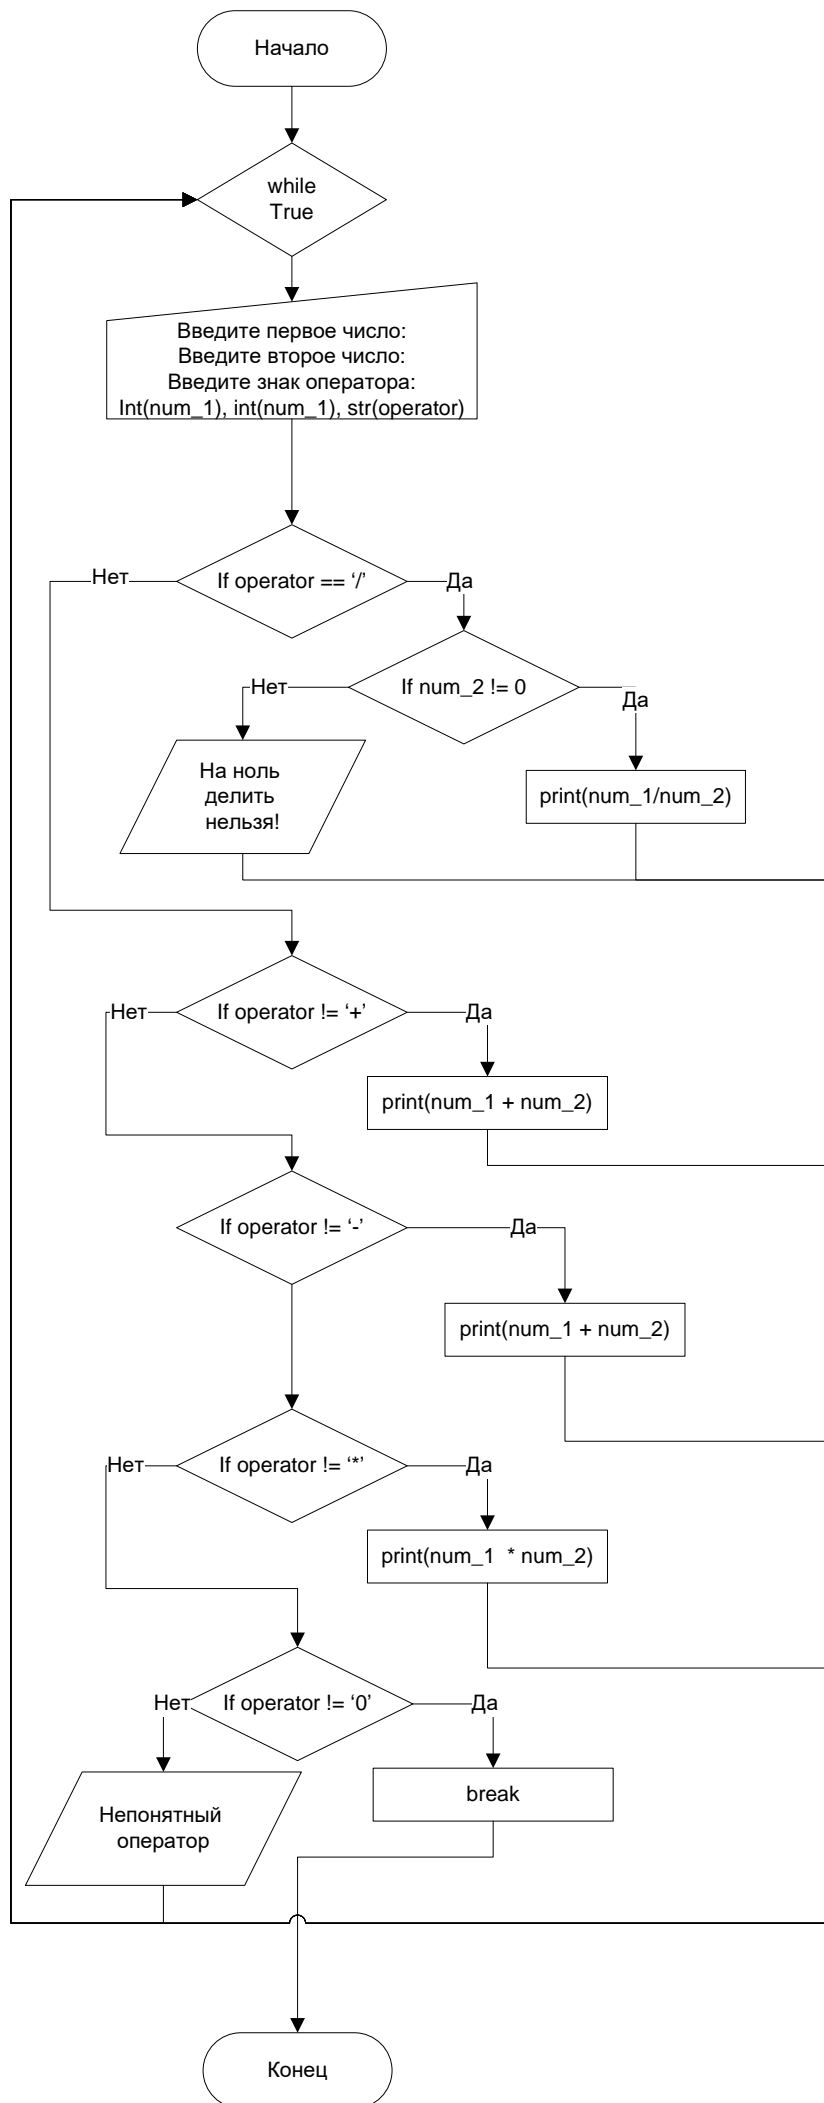 Начало
while
True
Введите первое число:
Введите второе число:
Введите знак оператора:
Int(num_1), int(num_1), str(operator)
Нет
If operator == ‘/’
Да
Нет
If num_2 != 0
Да
На ноль
делить
нельзя!
print(num_1/num_2)
Нет
If operator != ‘+’
Да
print(num_1 + num_2)
If operator != ‘-’
Да
print(num_1 + num_2)
Нет
If operator != ‘*’
Да
print(num_1 * num_2)
Нет
If operator != ‘0’
Да
Непонятный
оператор
break
Конец